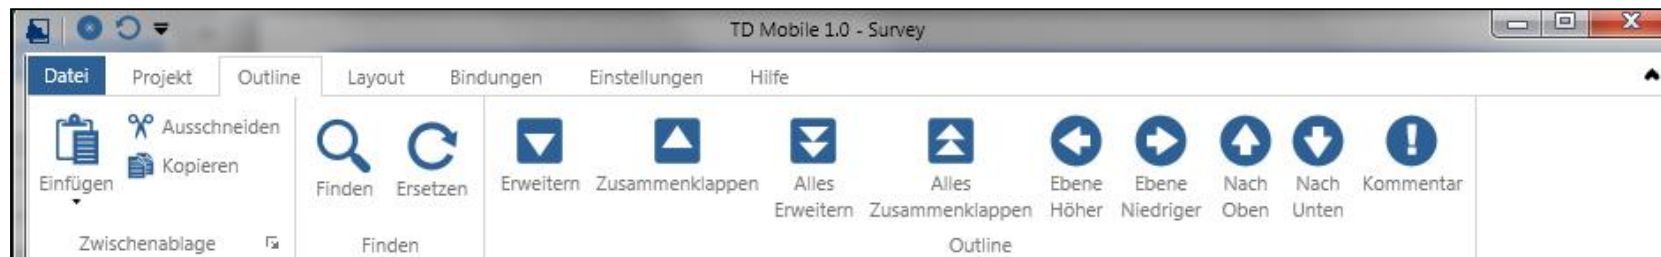 TD Mobile 1.0 - Survey
Datei Projekt Outline Layout Bindungen Einstellungen Hilfe
Einfügen
Ausschneiden
Kopieren
Zwischenablage
Finden Ersetzen
Finden
Erweitern Zusammenklappen Alles Erweitern Alles Zusammenklappen Ebene Höher Ebene Niedriger Nach Oben Nach Unten Kommentar
Outline